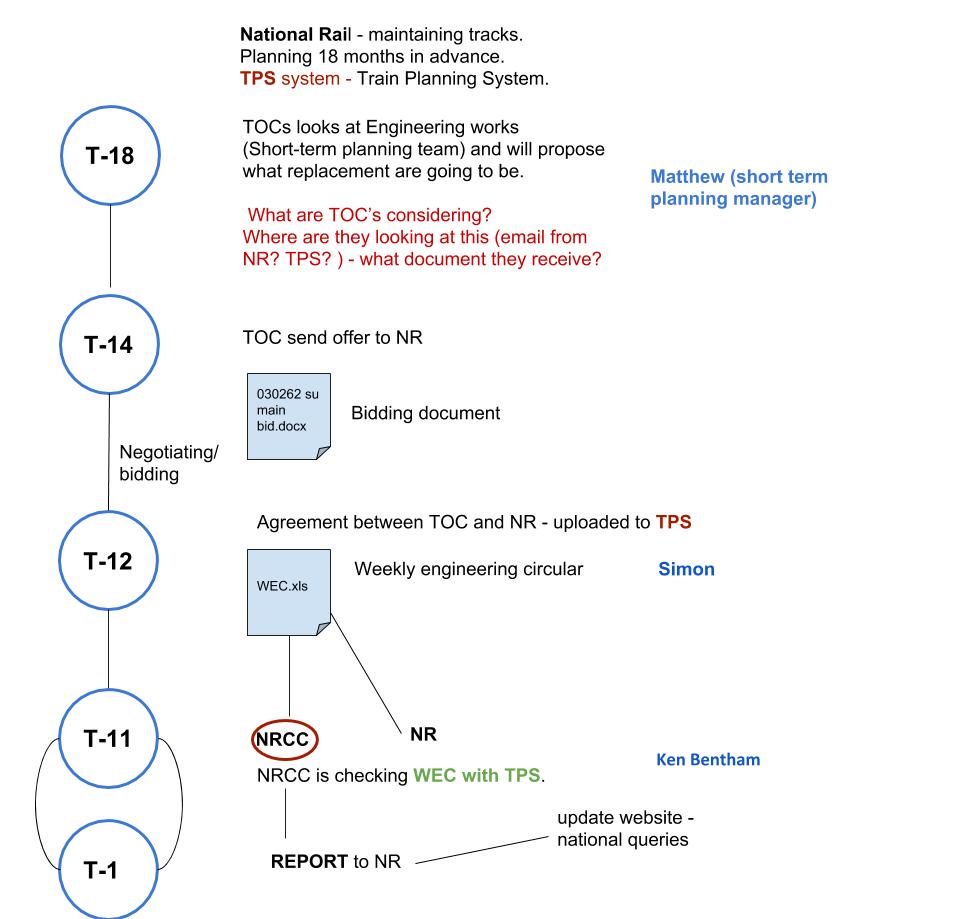 National Rail - maintaining tracks.
Planning 18 months in advance.
TPS system - Train Planning System.
T-18
TOCs looks at Engineering works
(Short-term planning team) and will propose
what replacement are going to be.
Matthew (short term
planning manager)
What are TOC's considering?
Where are they looking at this (email from
NR? TPS? ) - what document they receive?
T-14
TOC send offer to NR
030262 su
main
bid.docx
Bidding document
Negotiating/
bidding
Agreement between TOC and NR - uploaded to TPS
T-12
WEC.xls
Weekly engineering circular
Simon
T-11
NRCC
NR
NRCC is checking WEC with TPS.
Ken Bentham
update website -
national queries
T-1
REPORT to NR